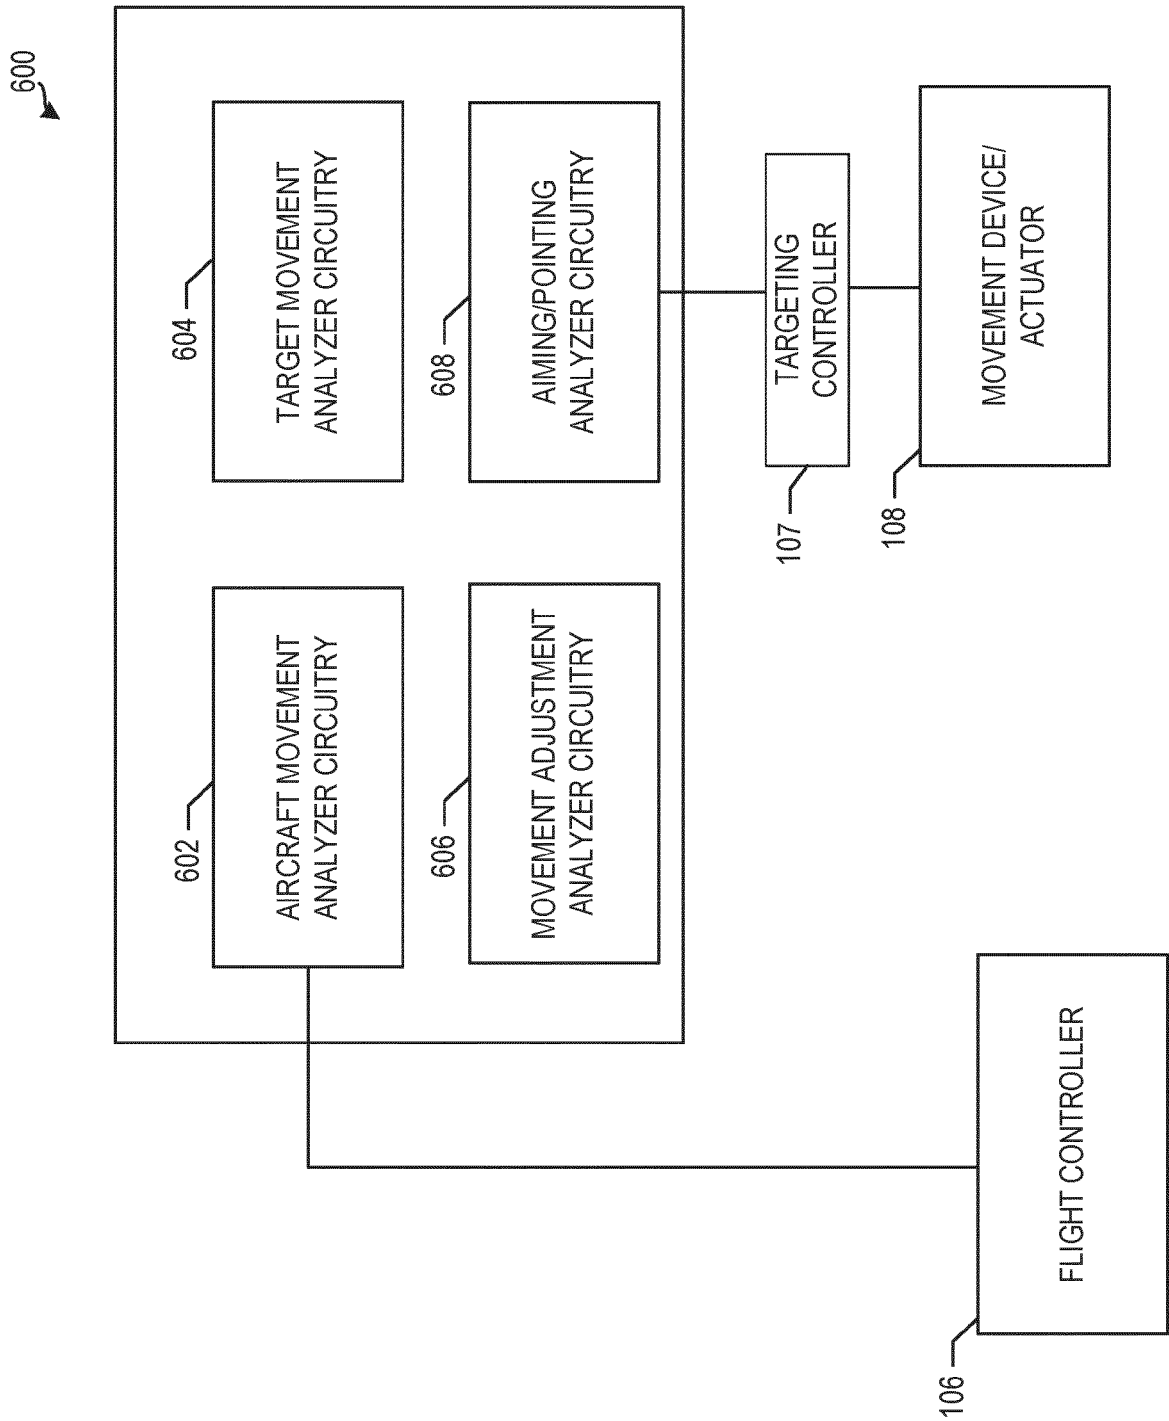 600
602
AIRCRAFT MOVEMENT
ANALYZER CIRCUITRY
604
TARGET MOVEMENT
ANALYZER CIRCUITRY
606
MOVEMENT ADJUSTMENT
ANALYZER CIRCUITRY
608
AIMING/POINTING
ANALYZER CIRCUITRY
107
TARGETING
CONTROLLER
108
MOVEMENT DEVICE/
ACTUATOR
106
FLIGHT CONTROLLER